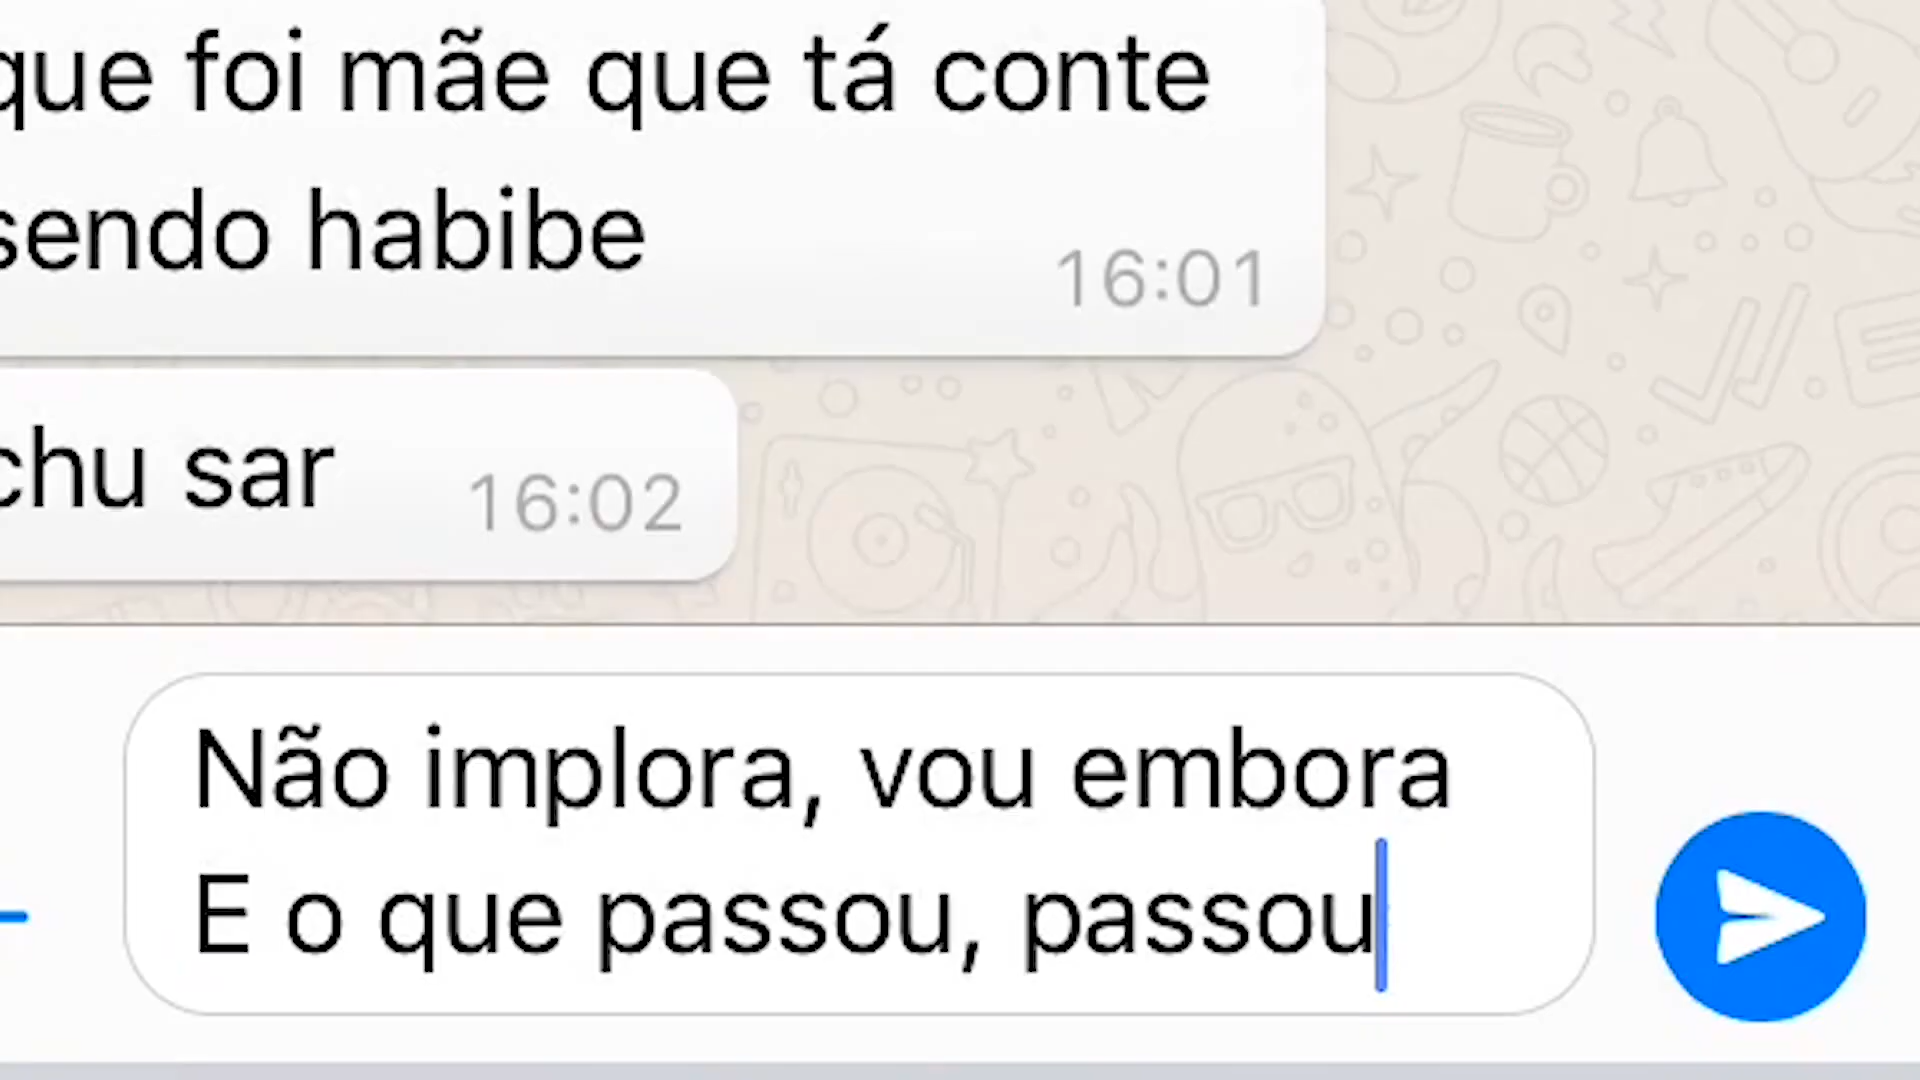 que foi mãe que tá conte
sendo habibe
16:01
chu sar
16:02
Não implora, vou embora
E o que passou, passou